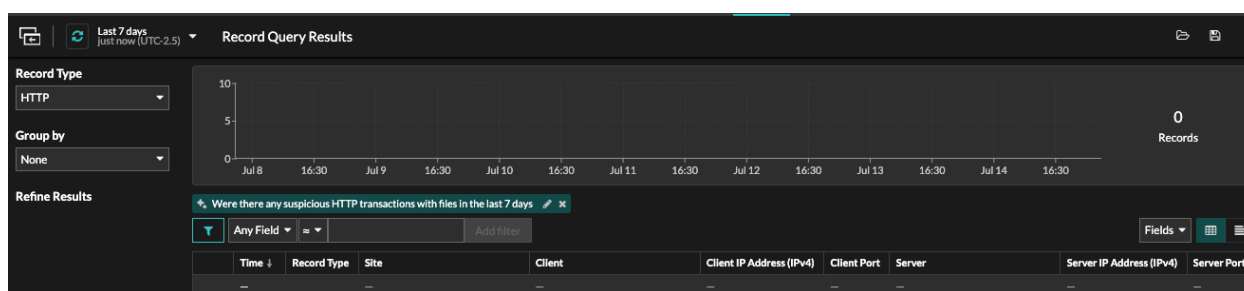 Last 7 days
just now (UTC-2.5)
Record Query Results
Record Type
HTTP
Group by
None
Refine Results
10
5
0
Jul 8 16:30 Jul 9 16:30 Jul 10 16:30 Jul 11 16:30 Jul 12 16:30 Jul 13 16:30 Jul 14 16:30
0
Records
Were there any suspicious HTTP transactions with files in the last 7 days
Any Field ≈ Add filter
Fields
Time ↓ Record Type Site Client Client IP Address (IPv4) Client Port Server Server IP Address (IPv4) Server Port
— — — — — — —